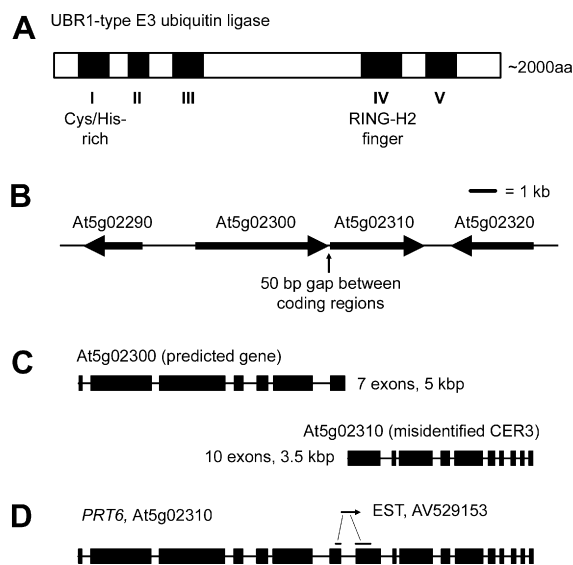 A
UBR1-type E3 ubiquitin ligase
~2000aa
I II III IV V
Cys/His-
rich
RING-H2
finger
B
= 1 kb
At5g02290 At5g02300 At5g02310 At5g02320
50 bp gap between
coding regions
C
At5g02300 (predicted gene)
7 exons, 5 kbp
At5g02310 (misidentified CER3)
10 exons, 3.5 kbp
D
PRT6, At5g02310
EST, AV529153